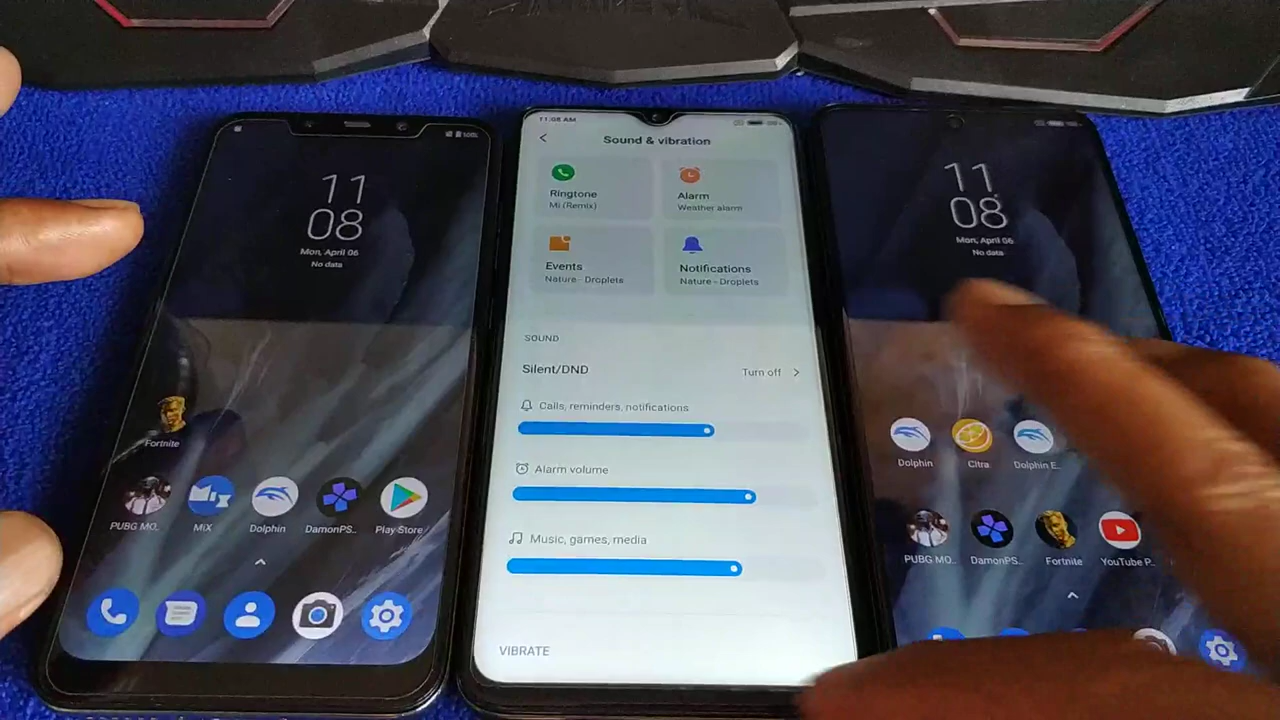 11
08
Mon, April 06
No data
Fortnite
PUBG MO..
MiX
Dolphin
DamonPS..
Play Store
11:08 AM
Sound & vibration
Ringtone
Mi (Remix)
Alarm
Weather alarm
Events
Nature - Droplets
Notifications
Nature - Droplets
SOUND
Silent/DND
Turn off
Calls, reminders, notifications
Alarm volume
Music, games, media
VIBRATE
11
08
Mon, April 06
No data
Dolphin
Citra
Dolphin E..
PUBG MO..
DamonPS..
Fortnite
YouTube P..